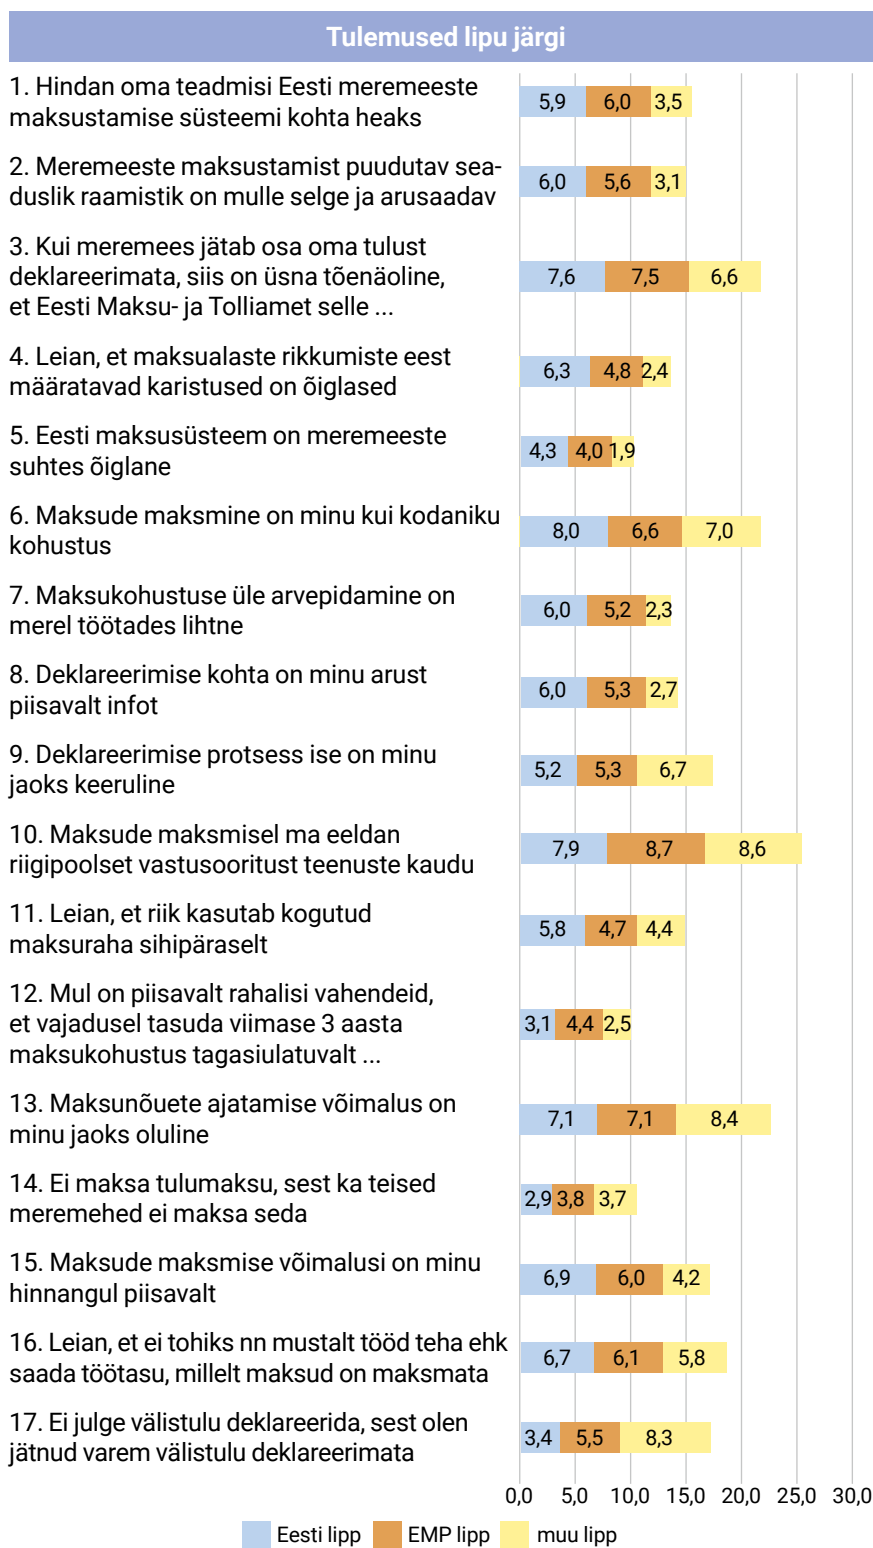 Tulemused lipu järgi
1. Hindan oma teadmisi Eesti meremeeste
maksustamise süsteemi kohta heaks
5,9 6,0 3,5
2. Meremeeste maksustamist puudutav sea-
duslik raamistik on mulle selge ja arusaadav
6,0 5,6 3,1
3. Kui meremees jätab osa oma tulust
deklareerimata, siis on üsna tõenäoline,
et Eesti Maksu- ja Tolliamet selle ...
7,6 7,5 6,6
4. Leian, et maksualaste rikkumiste eest
määratavad karistused on õiglased
6,3 4,8 2,4
5. Eesti maksusüsteem on meremeeste
suhtes õiglane
4,3 4,0 1,9
6. Maksude maksmine on minu kui kodaniku
kohustus
8,0 6,6 7,0
7. Maksukohustuse üle arvepidamine on
merel töötades lihtne
6,0 5,2 2,3
8. Deklareerimise kohta on minu arust
piisavalt infot
6,0 5,3 2,7
9. Deklareerimise protsess ise on minu
jaoks keeruline
5,2 5,3 6,7
10. Maksude maksmisel ma eeldan
riigipoolset vastusooritust teenuste kaudu
7,9 8,7 8,6
11. Leian, et riik kasutab kogutud
maksuraha sihipäraselt
5,8 4,7 4,4
12. Mul on piisavalt rahalisi vahendeid,
et vajadusel tasuda viimase 3 aasta
maksukohustus tagasiulatuvalt ...
3,1 4,4 2,5
13. Maksunõuete ajatamise võimalus on
minu jaoks oluline
7,1 7,1 8,4
14. Ei maksa tulumaksu, sest ka teised
meremehed ei maksa seda
2,9 3,8 3,7
15. Maksude maksmise võimalusi on minu
hinnangul piisavalt
6,9 6,0 4,2
16. Leian, et ei tohiks nn mustalt tööd teha ehk
saada töötasu, millelt maksud on maksmata
6,7 6,1 5,8
17. Ei julge välistulu deklareerida, sest olen
jätnud varem välistulu deklareerimata
3,4 5,5 8,3
0,0 5,0 10,0 15,0 20,0 25,0 30,0
Eesti lipp EMP lipp muu lipp